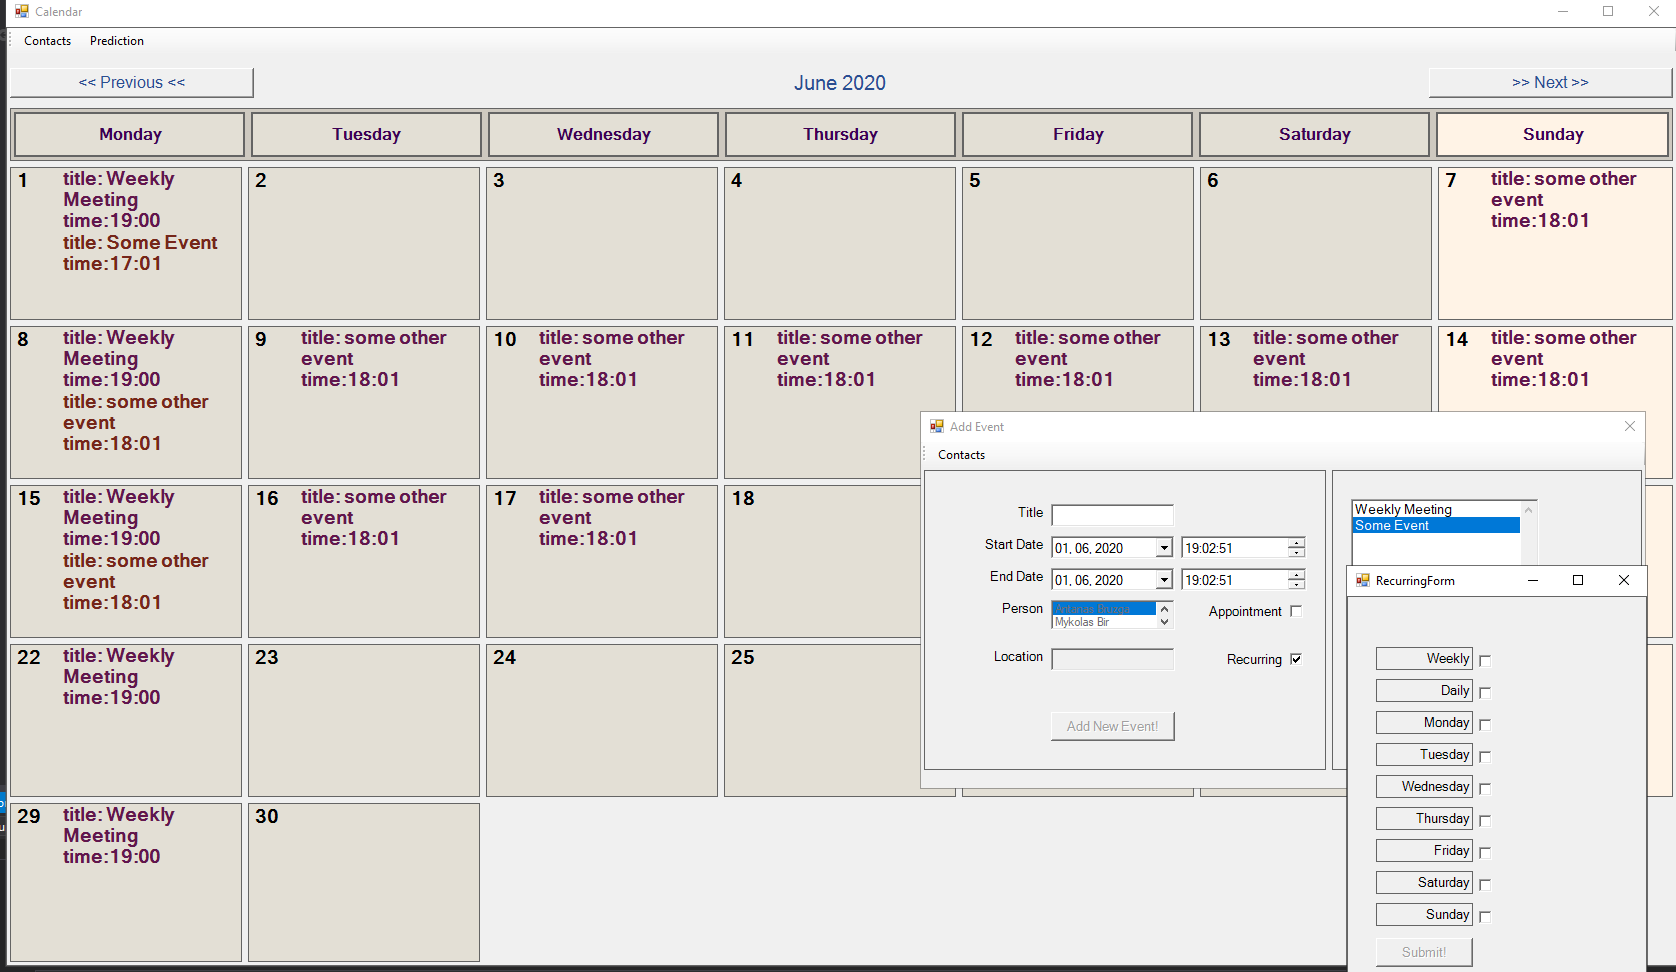 Calendar
Contacts Prediction
<< Previous <<
June 2020
>> Next >>
Monday Tuesday Wednesday Thursday Friday Saturday Sunday
1 title: Weekly
Meeting
time:19:00
title: Some Event
time:17:01
2
3
4
5
6
7 title: some other
event
time:18:01
8 title: Weekly
Meeting
time:19:00
title: some other
event
time:18:01
9 title: some other
event
time:18:01
10 title: some other
event
time:18:01
11 title: some other
event
time:18:01
12 title: some other
event
time:18:01
13 title: some other
event
time:18:01
14 title: some other
event
time:18:01
15 title: Weekly
Meeting
time:19:00
title: some other
event
time:18:01
16 title: some other
event
time:18:01
17 title: some other
event
time:18:01
18
22 title: Weekly
Meeting
time:19:00
23
24
25
29 title: Weekly
Meeting
time:19:00
30
Add Event
Contacts
Title
Start Date 01, 06, 2020 19:02:51
End Date 01, 06, 2020 19:02:51
Person Antanas Bruzga
Mykolas Bir
Appointment
Location
Recurring
Add New Event!
Weekly Meeting
Some Event
RecurringForm
Weekly
Daily
Monday
Tuesday
Wednesday
Thursday
Friday
Saturday
Sunday
Submit!